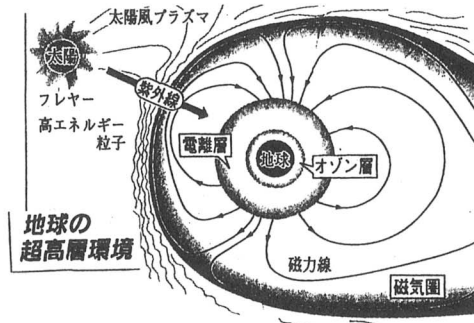 太陽風プラズマ
太陽
フレヤー
高エネルギー
粒子
紫外線
電離層
地球
オゾン層
地球の
超高層環境
磁力線
磁気圏